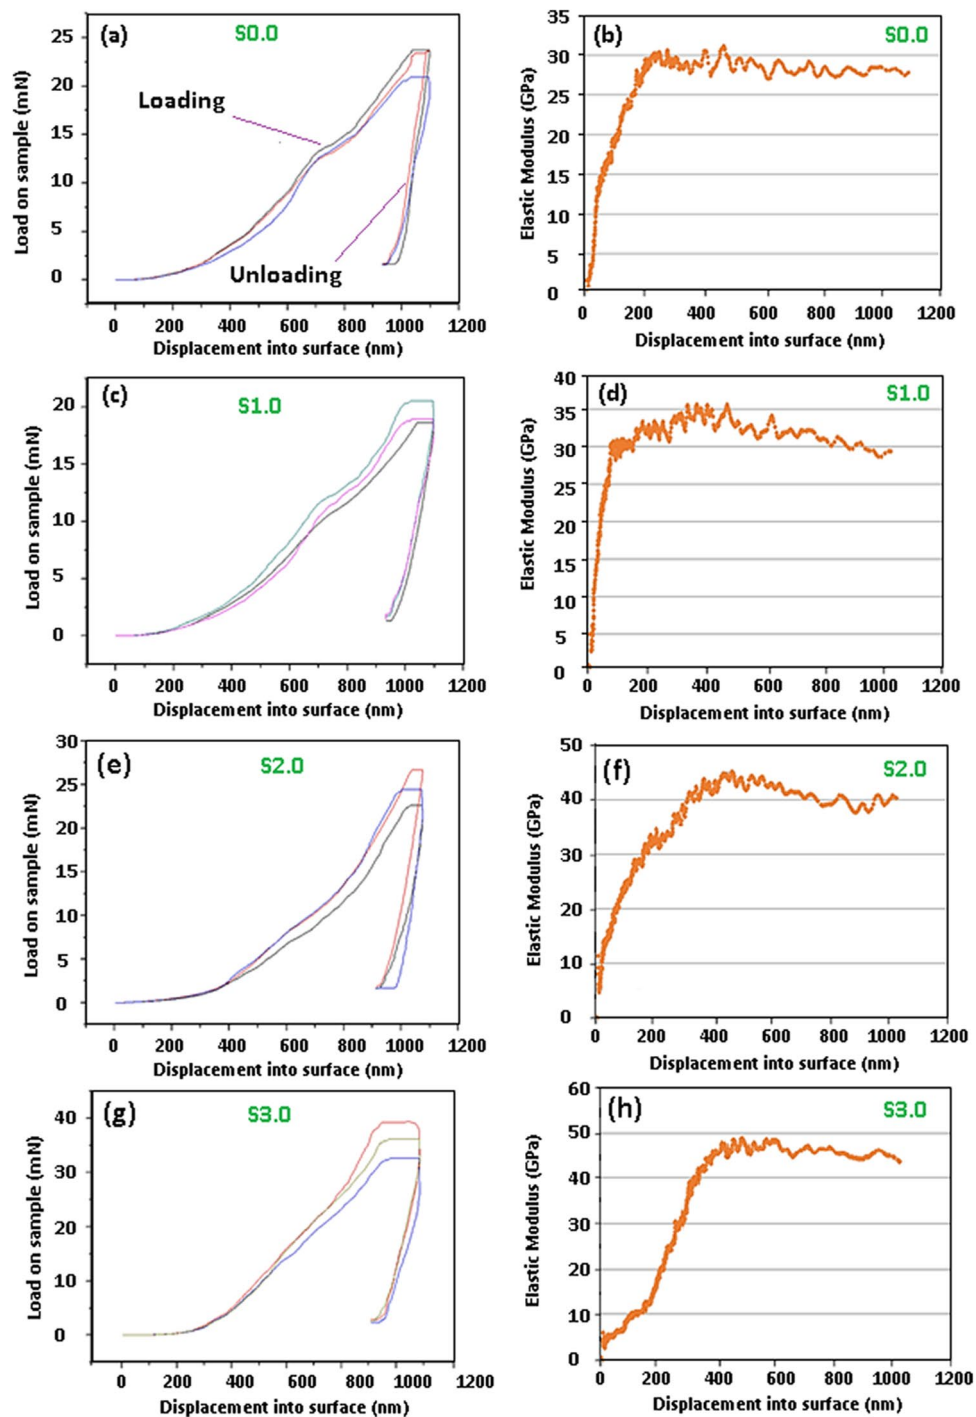 (a)
S0.0
Loading
Unloading
Load on sample (mN)
25
20
15
10
5
0
0 200 400 600 800 1000 1200
Displacement into surface (nm)
(b)
S0.0
Elastic Modulus (GPa)
35
30
25
20
15
10
5
0
0 200 400 600 800 1000 1200
Displacement into surface (nm)
(c)
S1.0
Load on sample (mN)
20
15
10
5
0
0 200 400 600 800 1000 1200
Displacement into surface (nm)
(d)
S1.0
Elastic Modulus (GPa)
40
35
30
25
20
15
10
5
0
0 200 400 600 800 1000 1200
Displacement into surface (nm)
(e)
S2.0
Load on sample (mN)
30
25
20
15
10
5
0
0 200 400 600 800 1000 1200
Displacement into surface (nm)
(f)
S2.0
Elastic Modulus (GPa)
50
40
30
20
10
0
0 200 400 600 800 1000 1200
Displacement into surface (nm)
(g)
S3.0
Load on sample (mN)
40
30
20
10
0
0 200 400 600 800 1000 1200
Displacement into surface (nm)
(h)
S3.0
Elastic Modulus (GPa)
60
50
40
30
20
10
0
0 200 400 600 800 1000 1200
Displacement into surface (nm)